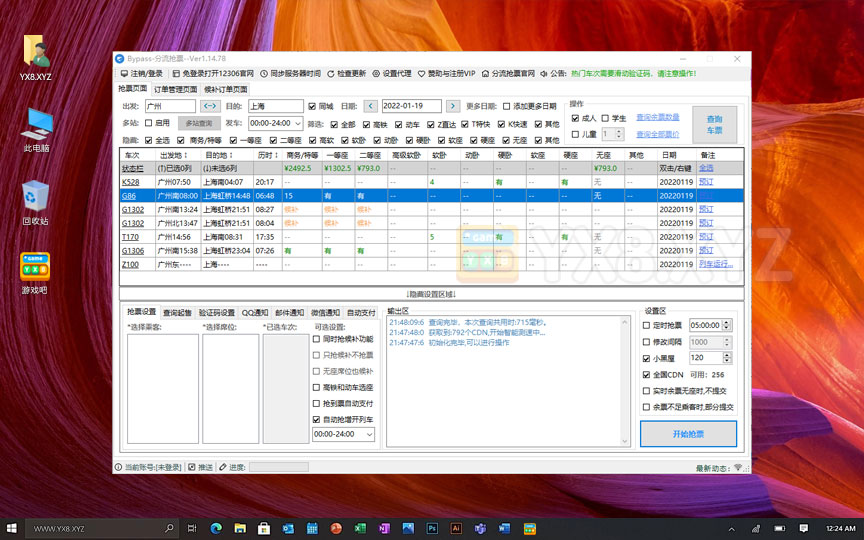 YX8.XYZ
此电脑
回收站
game
YX8
游戏吧
Bypass-分流抢票--Ver1.14.78
注销/登录 免登录打开12306官网 同步服务器时间 检查更新 设置代理 赞助与注册VIP 分流抢票官网 公告: 热门车次需要滑动验证码，请注意操作!
抢票页面 订单管理页面 候补订单页面
出发: 广州 <--> 目的: 上海 同城 日期: < 2022-01-19 > 更多日期: 添加更多日期
多站: 启用 多站查询 发车: 00:00-24:00 筛选: 全部 高铁 动车 Z直达 T特快 K快速 其他
隐藏: 全选 商务/特等 一等座 二等座 高软 软卧 动卧 硬卧 软座 硬座 无座 其他
操作
成人 学生 查询余票数量
儿童 1 查询全部票价
查询
车票
车次 出发地↕ 目的地↕ 历时↕ 商务/特等 一等座 二等座 高级软卧 软卧 动卧 硬卧 软座 硬座 无座 其他 日期 备注
状态栏 (↑)已选0列 (↑)未选6列 -- ¥2492.5 ¥1302.5 ¥793.0 -- -- -- -- -- -- ¥793.0 -- 双击/右键 全选
K528 广州07:50 上海南04:07 20:17 -- -- -- -- 4 -- 有 -- 有 无 -- 20220119 预订
G86 广州南08:00 上海虹桥14:48 06:48 15 有 有 -- -- -- -- -- -- 无 -- 20220119 预订
G1302 广州南13:24 上海虹桥21:51 08:27 候补 候补 候补 -- -- -- -- -- -- -- -- 20220119 预订
G1302 广州北13:47 上海虹桥21:51 08:04 候补 候补 候补 -- -- -- -- -- -- -- -- 20220119 预订
T170 广州14:56 上海南08:31 17:35 -- -- -- -- 5 -- 有 -- 有 无 -- 20220119 预订
G1306 广州南15:38 上海虹桥23:04 07:26 有 有 有 -- -- -- -- -- -- 无 -- 20220119 预订
Z100 广州东---- 上海---- ---- -- -- -- -- -- -- -- -- -- -- -- 20220119 列车运行...
game
YX8
YX8.XYZ
↓隐藏设置区域↓
抢票设置 查询起售 验证码设置 QQ通知 邮件通知 微信通知 自动支付
*选择乘客: *选择席位: *已选车次: 可选设置:
同时抢候补功能
只抢候补不抢票
无座席位也候补
高铁和动车选座
抢到票自动支付
自动抢增开列车
00:00-24:00
输出区
21:48:09:6 查询完毕。本次查询共用时:715毫秒。
21:47:48:0 获取到:792个CDN,开始智能测速中...
21:47:47:6 初始化完毕,可以进行操作
设置区
定时抢票 05:00:00
修改间隔 1000
小黑屋 120
全国CDN 可用: 256
实时余票无座时,不提交
余票不足乘客时,部分提交
开始抢票
当前账号:[未登录] 推送 进度: 最新动态:
WWW.YX8.XYZ
12:24 AM